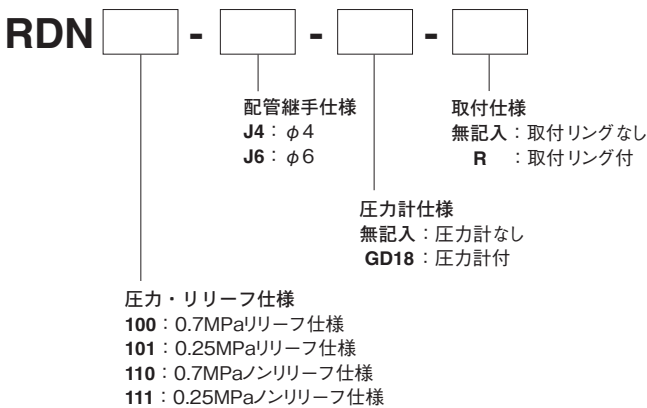 RDN - - -
配管継手仕様
J4：φ4
J6：φ6
取付仕様
無記入：取付リングなし
R ：取付リング付
圧力計仕様
無記入：圧力計なし
GD18：圧力計付
圧力・リリーフ仕様
100：0.7MPaリリーフ仕様
101：0.25MPaリリーフ仕様
110：0.7MPaノンリリーフ仕様
111：0.25MPaノンリリーフ仕様